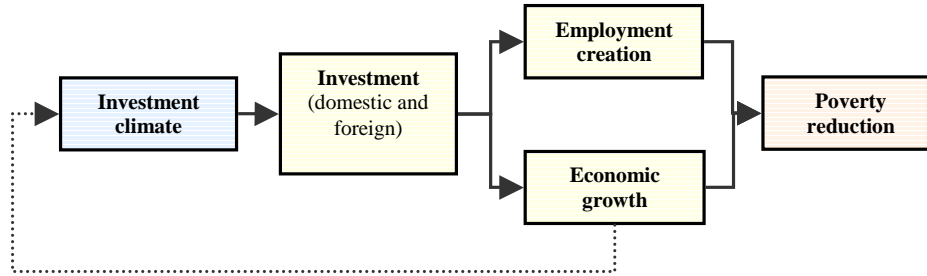 Investment
climate
Investment
(domestic and
foreign)
Employment
creation
Economic
growth
Poverty
reduction